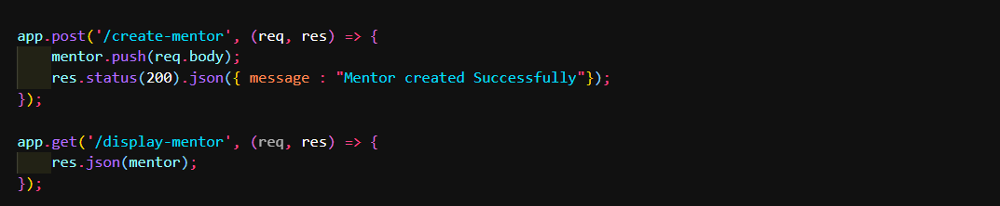 app.post('/create-mentor', (req, res) => {
    mentor.push(req.body);
    res.status(200).json({ message : "Mentor created Successfully"});
});
app.get('/display-mentor', (req, res) => {
    res.json(mentor);
});